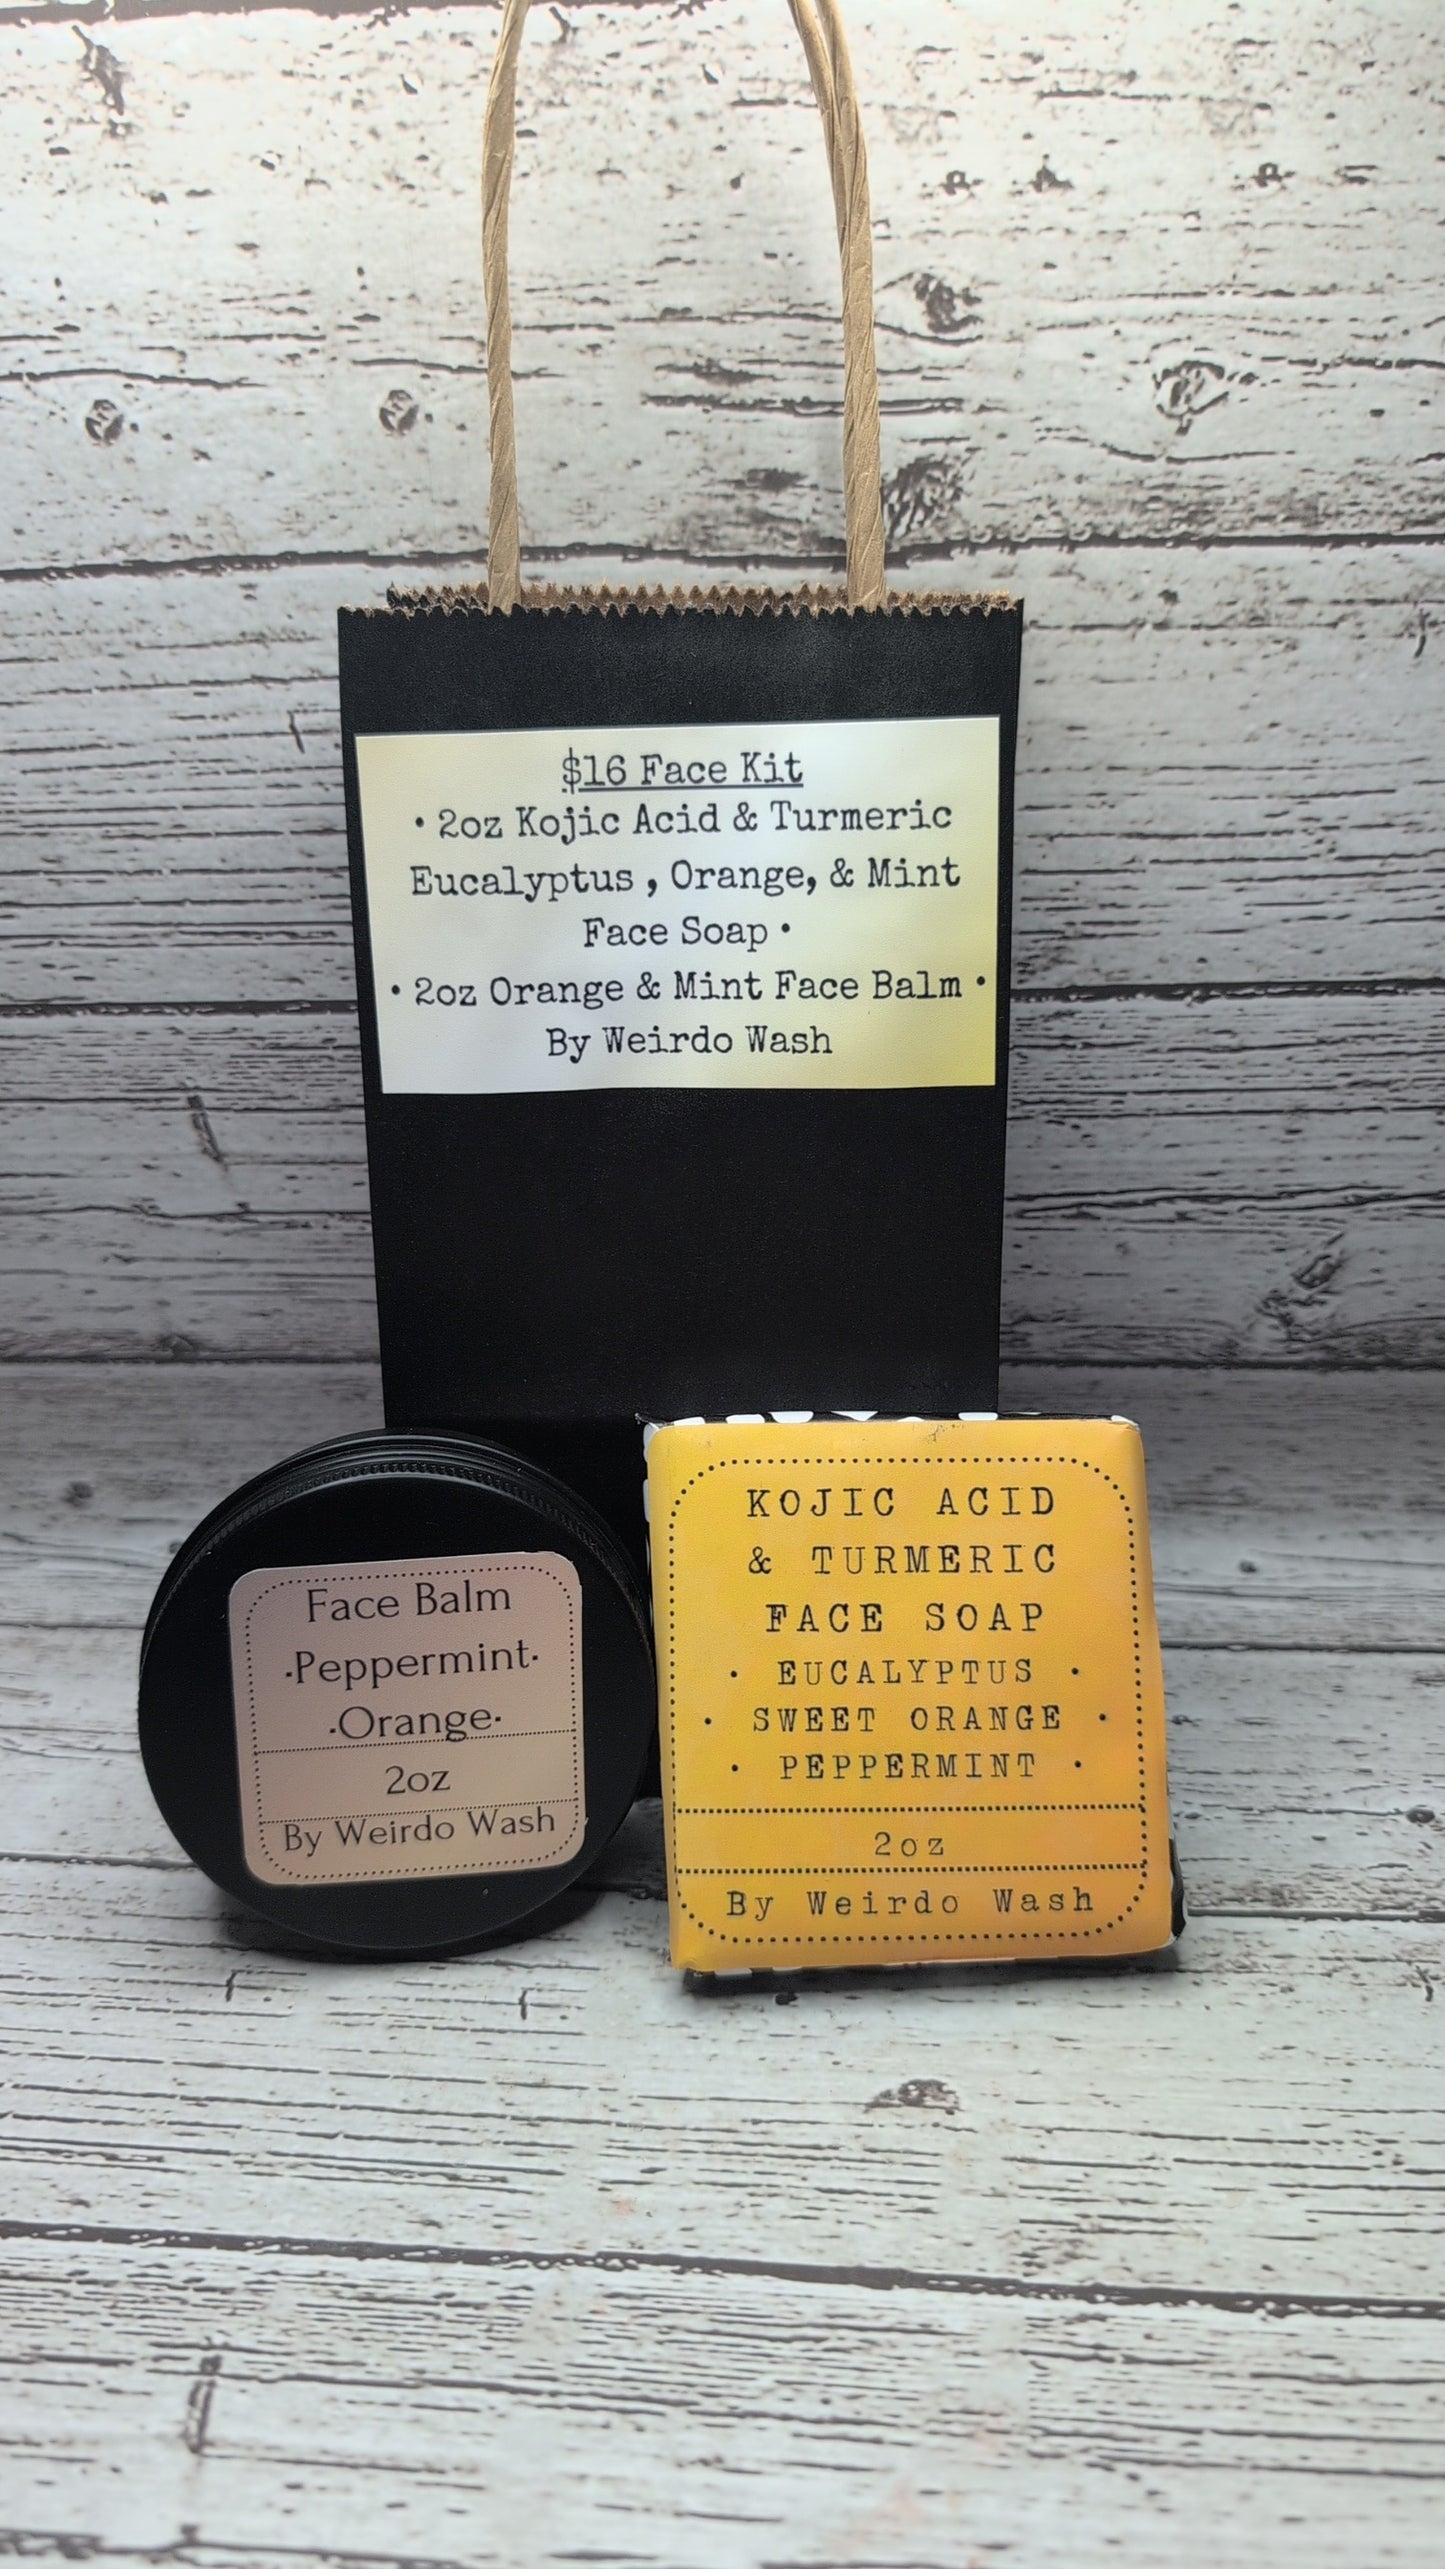 $16 Face Kit
• 2oz Kojic Acid & Turmeric
Eucalyptus , Orange, & Mint
Face Soap •
• 2oz Orange & Mint Face Balm •
By Weirdo Wash
Face Balm
·Peppermint·
·Orange·
2oz
By Weirdo Wash
KOJIC ACID
& TURMERIC
FACE SOAP
· EUCALYPTUS ·
· SWEET ORANGE ·
· PEPPERMINT ·
2oz
By Weirdo Wash